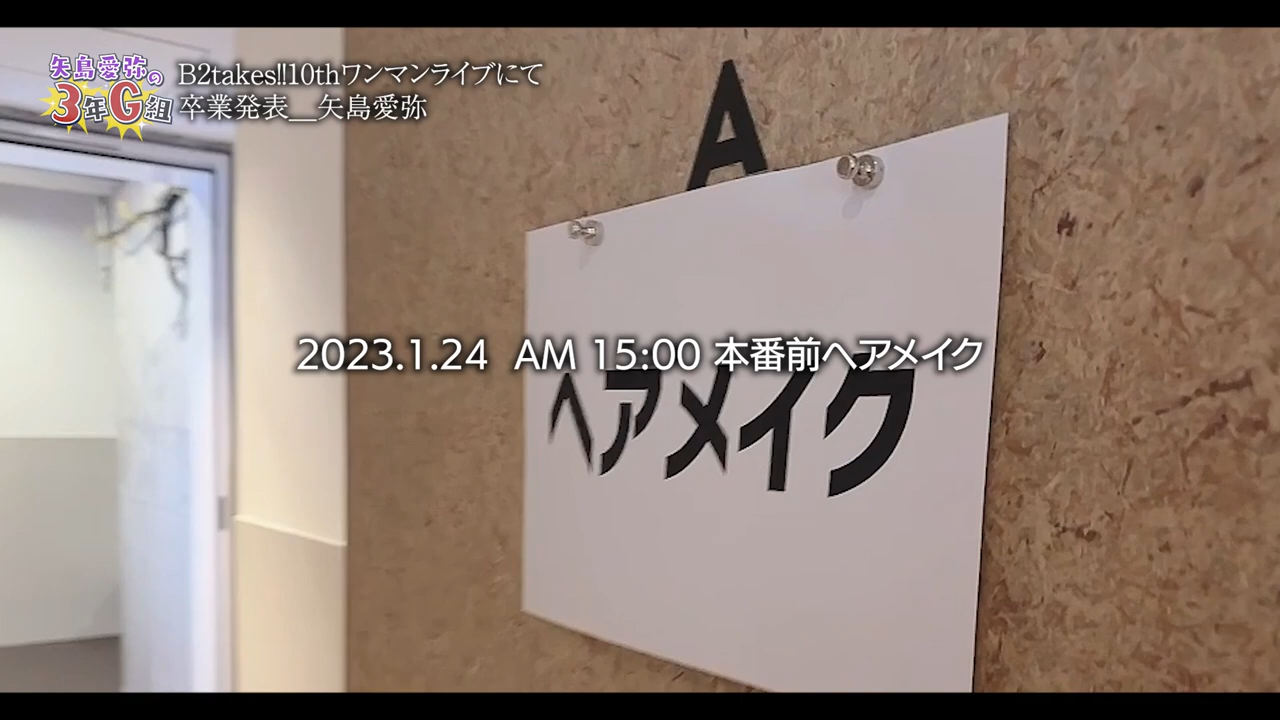 矢島愛弥の
3年G組
B2takes!!10thワンマンライブにて
卒業発表__矢島愛弥
A
2023.1.24 AM 15:00 本番前ヘアメイク
ヘアメイク